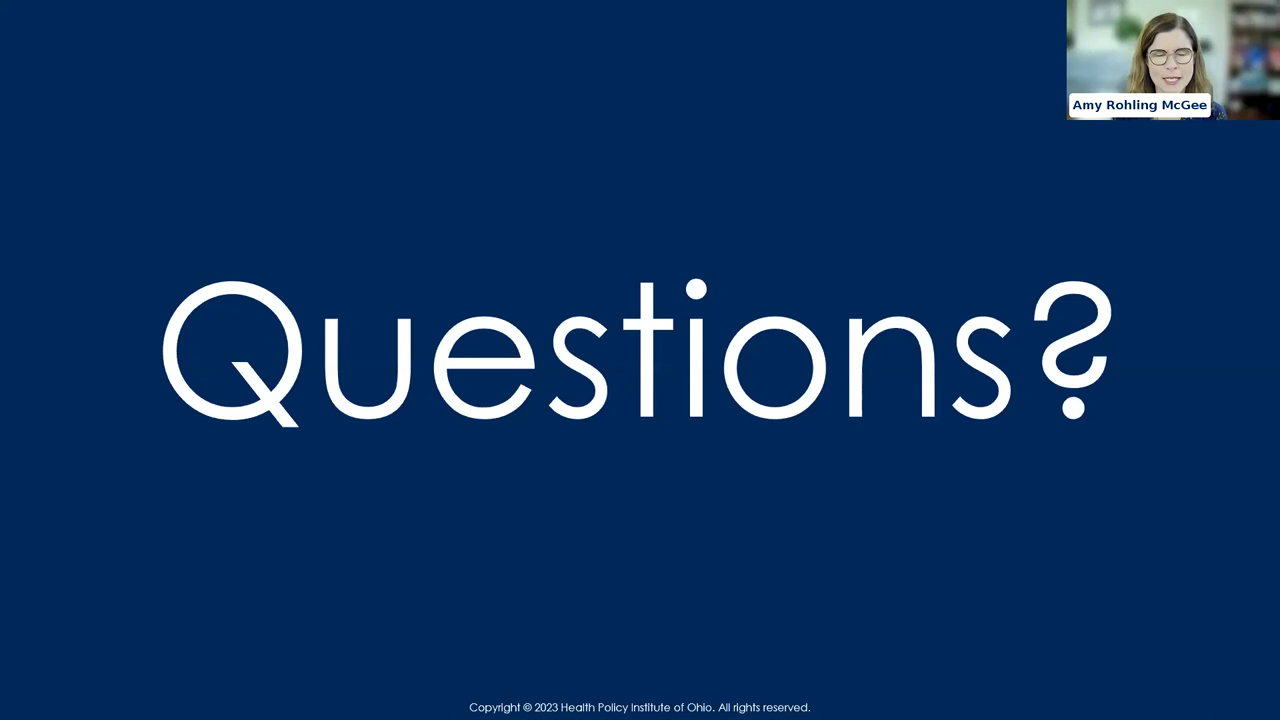 Amy Rohling McGee
Questions?
Copyright © 2023 Health Policy Institute of Ohio. All rights reserved.